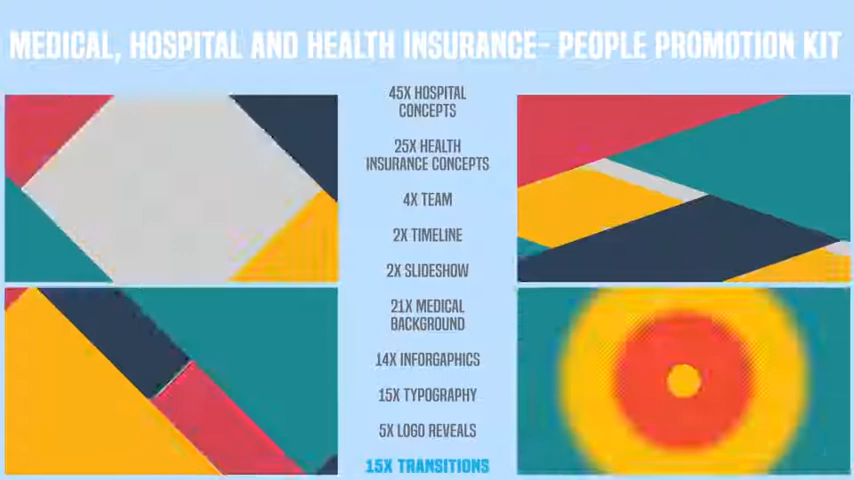 MEDICAL, HOSPITAL AND HEALTH INSURANCE- PEOPLE PROMOTION KIT
45X HOSPITAL
CONCEPTS
25X HEALTH
INSURANCE CONCEPTS
4X TEAM
2X TIMELINE
2X SLIDESHOW
21X MEDICAL
BACKGROUND
14X INFORGAPHICS
15X TYPOGRAPHY
5X LOGO REVEALS
15X TRANSITIONS